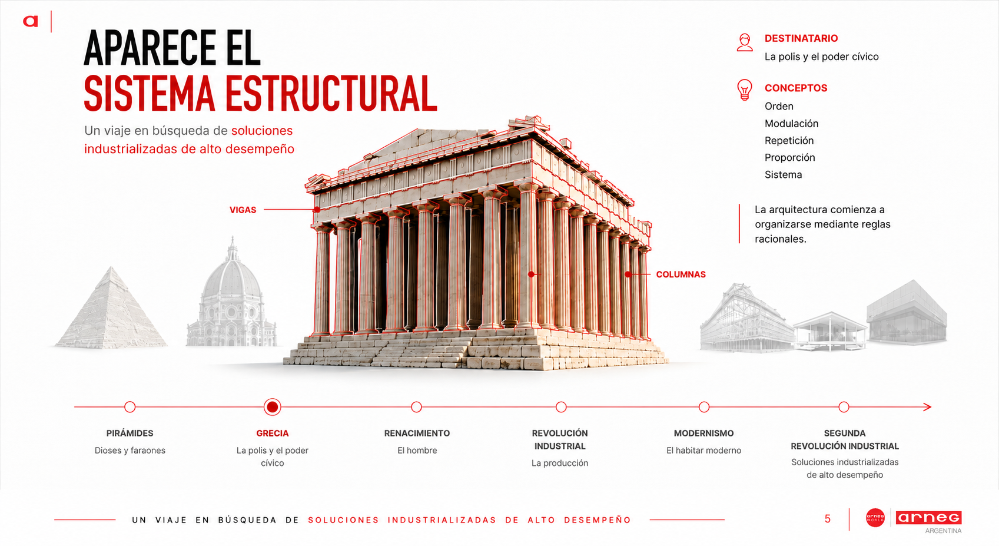 a
APARECE EL
SISTEMA ESTRUCTURAL
Un viaje en búsqueda de soluciones
industrializadas de alto desempeño
DESTINATARIO
La polis y el poder cívico
CONCEPTOS
Orden
Modulación
Repetición
Proporción
Sistema
La arquitectura comienza a
organizarse mediante reglas
racionales.
VIGAS
COLUMNAS
PIRÁMIDES
Dioses y faraones
GRECIA
La polis y el poder
cívico
RENACIMIENTO
El hombre
REVOLUCIÓN
INDUSTRIAL
La producción
MODERNISMO
El habitar moderno
SEGUNDA
REVOLUCIÓN INDUSTRIAL
Soluciones industrializadas
de alto desempeño
UN VIAJE EN BÚSQUEDA DE SOLUCIONES INDUSTRIALIZADAS DE ALTO DESEMPEÑO
5
arneg
WORLD
arneg
ARGENTINA